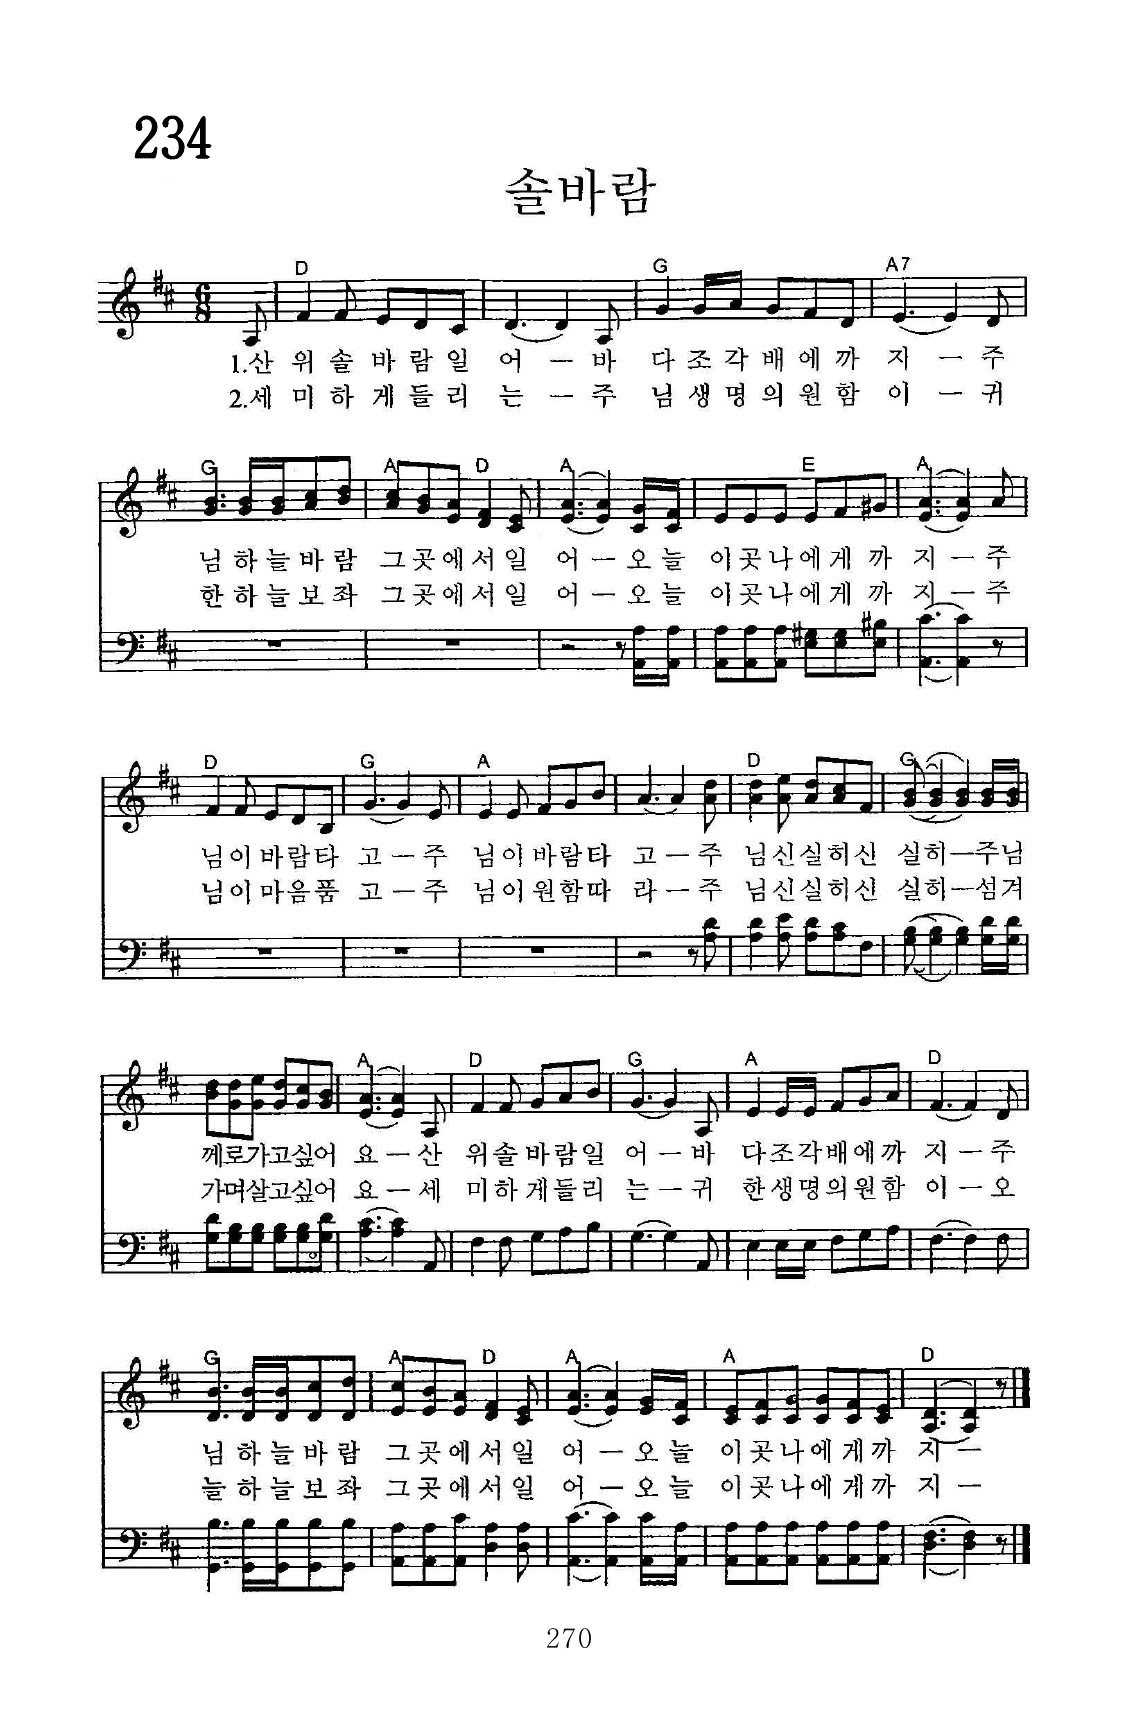 234
솔바람
D G A7
1.산 위 솔 바 람 일 어 － 바 다 조 각 배 에 까 지 － 주
2.세 미 하 게 들 리 는 － 주 님 생 명 의 원 함 이 － 귀
G A D A E A
님 하 늘 바 람 그 곳 에 서 일 어 － 오 늘 이 곳 나 에 게 까 지 － 주
한 하 늘 보 좌 그 곳 에 서 일 어 － 오 늘 이 곳 나 에 게 까 지 － 주
D G A D G
님 이 바 람 타 고 － 주 님 이 바 람 타 고 － 주 님 신 실 히 신 실 히 － 주 님
님 이 마 음 품 고 － 주 님 이 원 함 따 라 － 주 님 신 실 히 신 실 히 － 섬 겨
A D G A D
께 로 가 고 싶 어 요 － 산 위 솔 바 람 일 어 － 바 다 조 각 배 에 까 지 － 주
가 며 살 고 싶 어 요 － 세 미 하 게 들 리 는 － 귀 한 생 명 의 원 함 이 － 오
G A D A A D
님 하 늘 바 람 그 곳 에 서 일 어 － 오 늘 이 곳 나 에 게 까 지 －
늘 하 늘 보 좌 그 곳 에 서 일 어 － 오 늘 이 곳 나 에 게 까 지 －
270